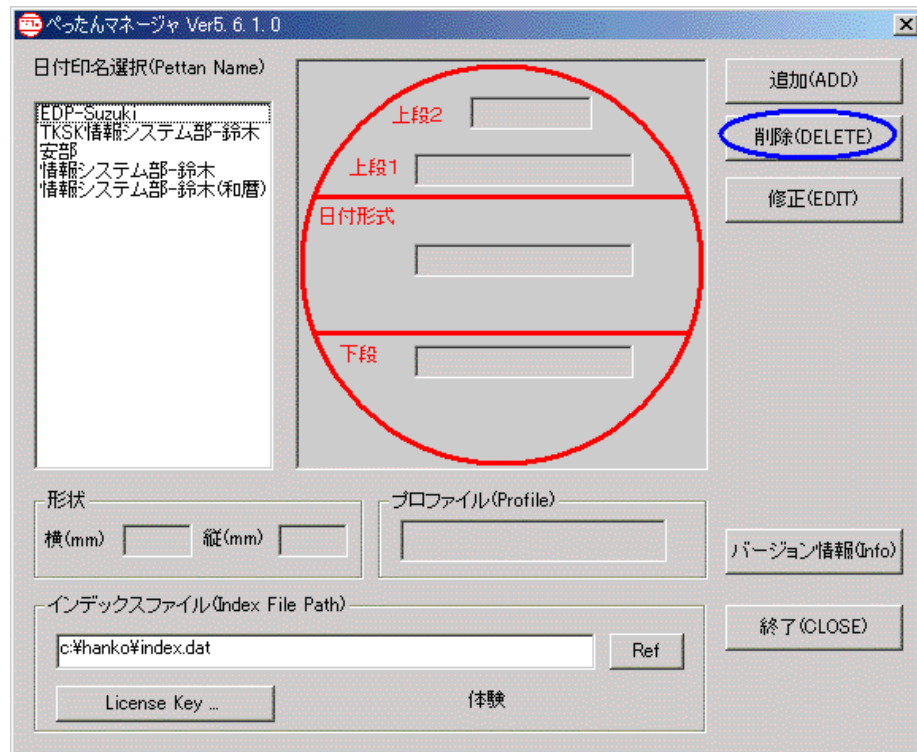 ぺったんマネージャ Ver5. 6. 1. 0
日付印名選択(Pettan Name)
EDP-Suzuki
TKSK情報システム部-鈴木
安部
情報システム部-鈴木
情報システム部-鈴木(和暦)
上段2
上段1
日付形式
下段
追加(ADD)
削除(DELETE)
修正(EDIT)
形状
横(mm)
縦(mm)
プロファイル(Profile)
バージョン情報(Info)
インデックスファイル(Index File Path)
c:¥hanko¥index.dat
Ref
終了(CLOSE)
License Key ...
体験